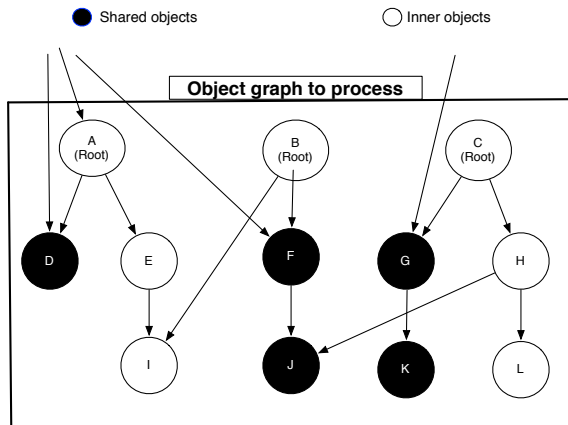 Shared objects
Inner objects
Object graph to process
A
(Root)
B
(Root)
C
(Root)
D
E
F
G
H
I
J
K
L